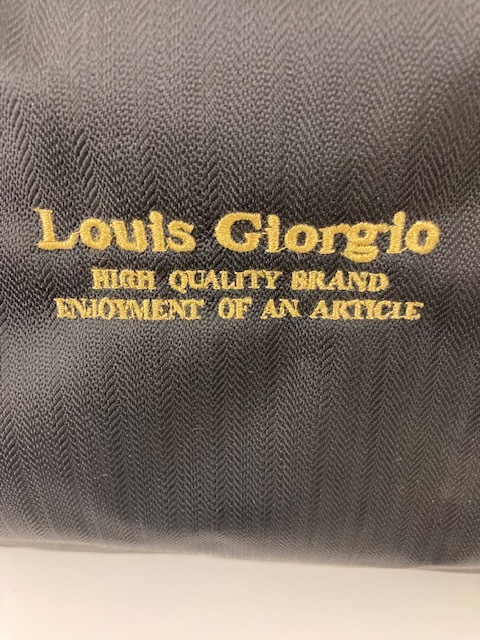 Louis Giorgio
HIGH QUALITY BRAND
ENJOYMENT OF AN ARTICLE